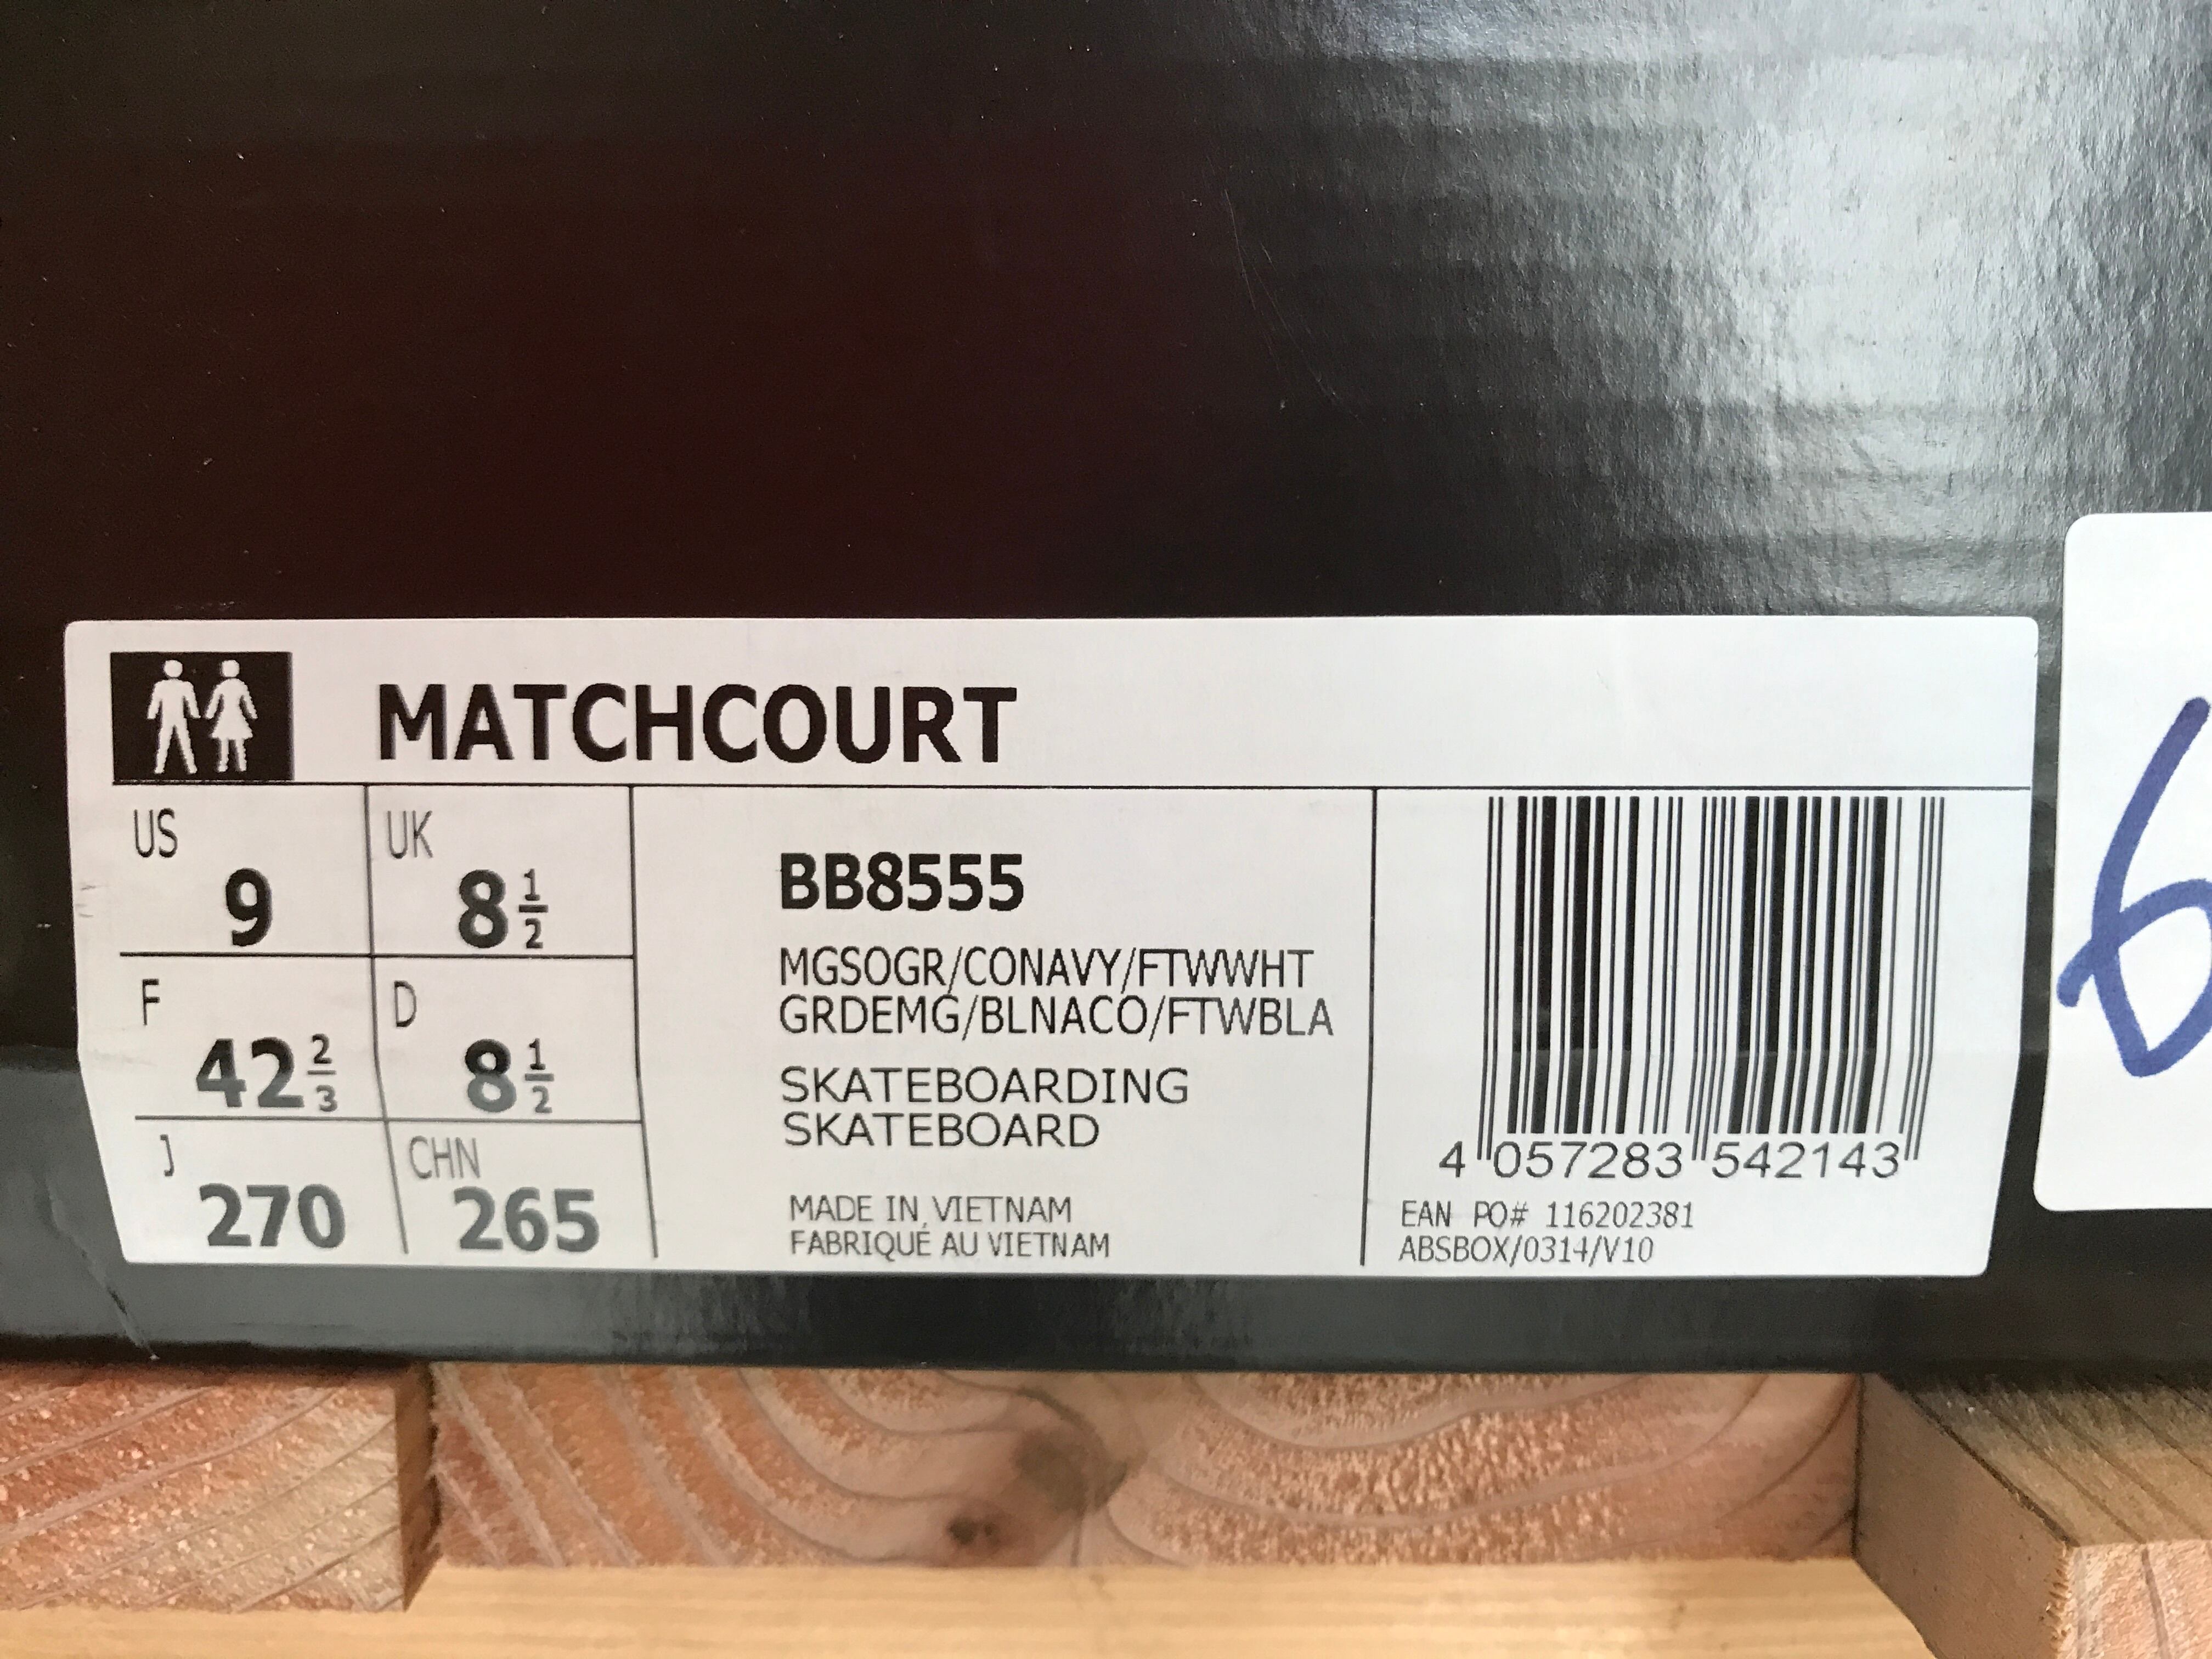 MATCHCOURT
US 9
UK 8 1/2
F 42 2/3
D 8 1/2
J 270
CHN 265
BB8555
MGSOGR/CONAVY/FTWWHT
GRDEMG/BLNACO/FTWBLA
SKATEBOARDING
SKATEBOARD
MADE IN VIETNAM
FABRIQUÉ AU VIETNAM
4 057283 542143
EAN PO# 116202381
ABSBOX/0314/V10